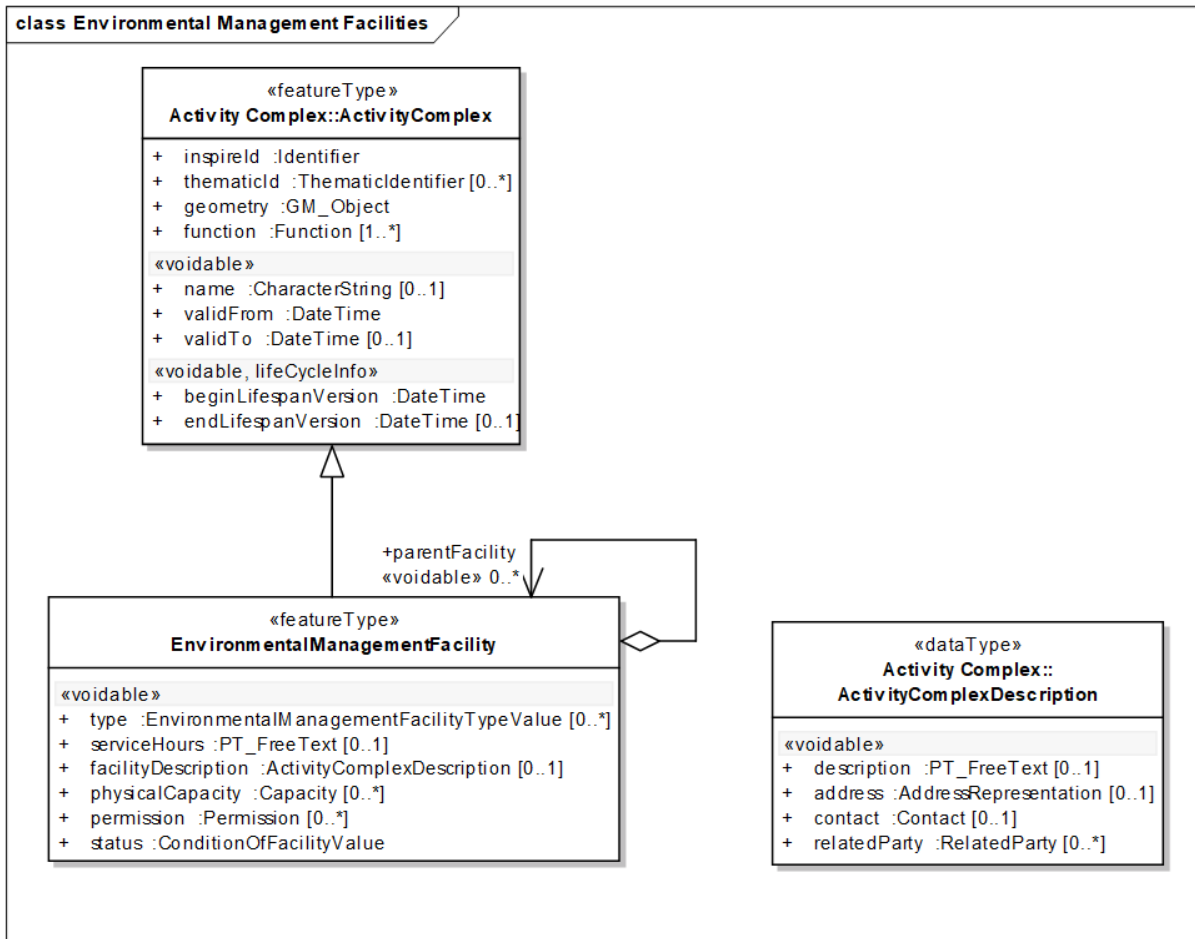 class Environmental Management Facilities
«featureType»
Activity Complex::ActivityComplex
+ inspireId :Identifier
+ thematicId :ThematicIdentifier [0..*]
+ geometry :GM_Object
+ function :Function [1..*]
«voidable»
+ name :CharacterString [0..1]
+ validFrom :DateTime
+ validTo :DateTime [0..1]
«voidable, lifeCycleInfo»
+ beginLifespanVersion :DateTime
+ endLifespanVersion :DateTime [0..1]
+parentFacility
«voidable» 0..*
«featureType»
EnvironmentalManagementFacility
«voidable»
+ type :EnvironmentalManagementFacilityTypeValue [0..*]
+ serviceHours :PT_FreeText [0..1]
+ facilityDescription :ActivityComplexDescription [0..1]
+ physicalCapacity :Capacity [0..*]
+ permission :Permission [0..*]
+ status :ConditionOfFacilityValue
«dataType»
Activity Complex::
ActivityComplexDescription
«voidable»
+ description :PT_FreeText [0..1]
+ address :AddressRepresentation [0..1]
+ contact :Contact [0..1]
+ relatedParty :RelatedParty [0..*]